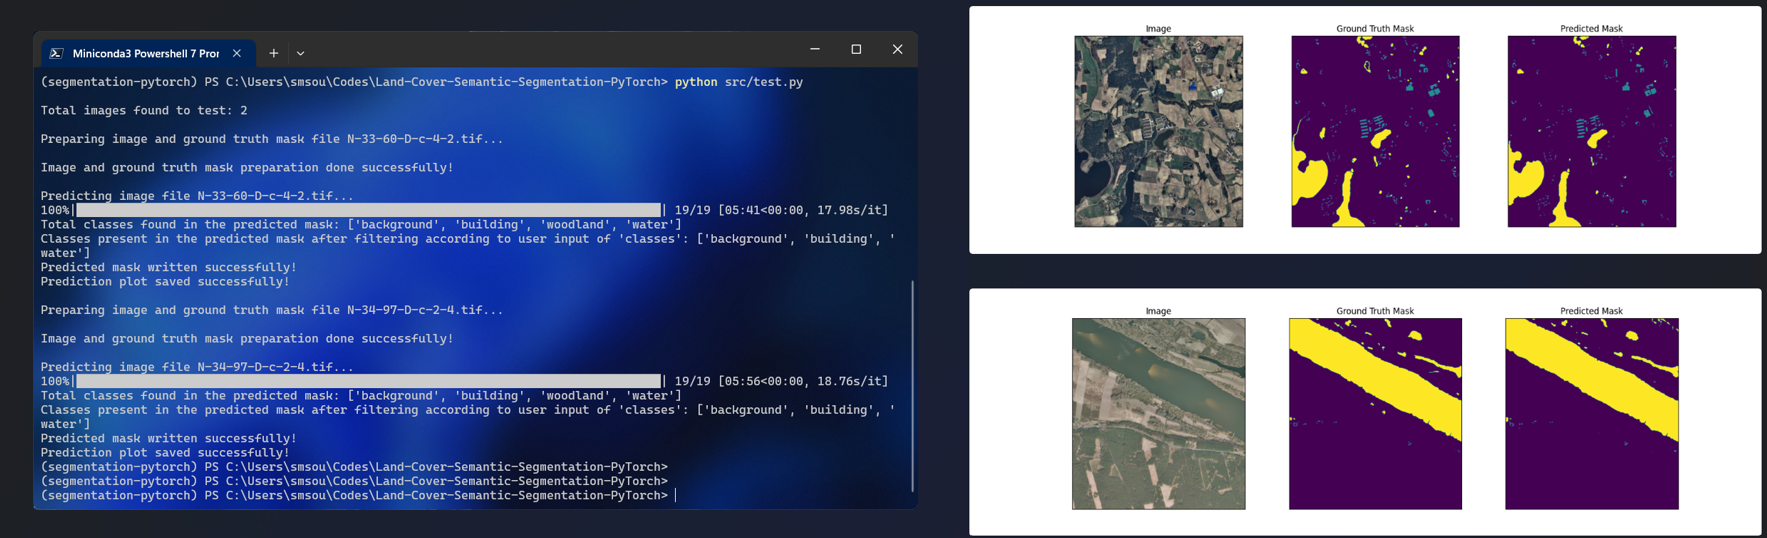 Miniconda3 Powershell 7 Pror
(segmentation-pytorch) PS C:\Users\smsou\Codes\Land-Cover-Semantic-Segmentation-PyTorch> python src/test.py
Total images found to test: 2
Preparing image and ground truth mask file N-33-60-D-c-4-2.tif...
Image and ground truth mask preparation done successfully!
Predicting image file N-33-60-D-c-4-2.tif...
100%| | 19/19 [05:41<00:00, 17.98s/it]
Total classes found in the predicted mask: ['background', 'building', 'woodland', 'water']
Classes present in the predicted mask after filtering according to user input of 'classes': ['background', 'building', '
water']
Predicted mask written successfully!
Prediction plot saved successfully!
Preparing image and ground truth mask file N-34-97-D-c-2-4.tif...
Image and ground truth mask preparation done successfully!
Predicting image file N-34-97-D-c-2-4.tif...
100%| | 19/19 [05:56<00:00, 18.76s/it]
Total classes found in the predicted mask: ['background', 'building', 'woodland', 'water']
Classes present in the predicted mask after filtering according to user input of 'classes': ['background', 'building', '
water']
Predicted mask written successfully!
Prediction plot saved successfully!
(segmentation-pytorch) PS C:\Users\smsou\Codes\Land-Cover-Semantic-Segmentation-PyTorch>
(segmentation-pytorch) PS C:\Users\smsou\Codes\Land-Cover-Semantic-Segmentation-PyTorch>
(segmentation-pytorch) PS C:\Users\smsou\Codes\Land-Cover-Semantic-Segmentation-PyTorch>
Image
Ground Truth Mask
Predicted Mask
Image
Ground Truth Mask
Predicted Mask